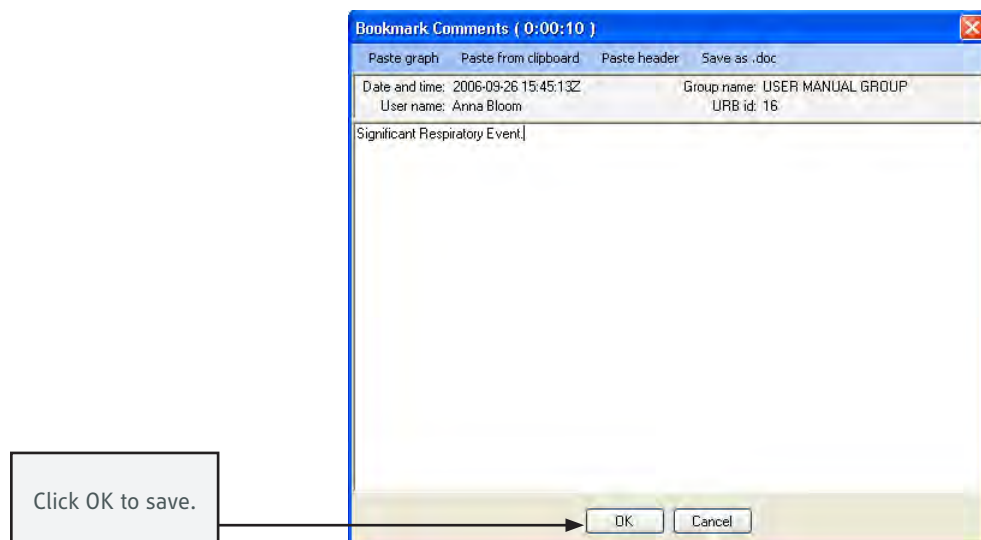 Bookmark Comments ( 0:00:10 )
Paste graph Paste from clipboard Paste header Save as .doc
Date and time: 2006-09-26 15:45:13Z Group name: USER MANUAL GROUP
User name: Anna Bloom URB id: 16
Significant Respiratory Event.
Click OK to save.
OK Cancel